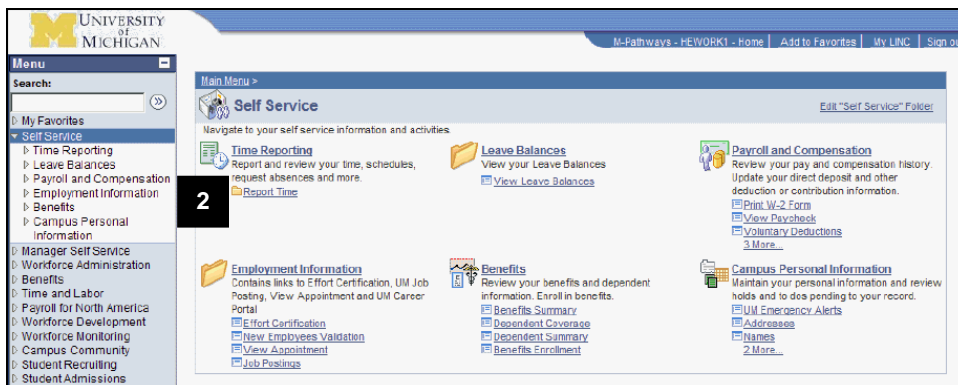 UNIVERSITY
of
MICHIGAN
M-Pathways - HEWORK1 - Home | Add to Favorites | My LINC | Sign ou
Menu
Search:
My Favorites
Self Service
Time Reporting
Leave Balances
Payroll and Compensation
Employment Information
Benefits
Campus Personal
Information
Manager Self Service
Workforce Administration
Benefits
Time and Labor
Payroll for North America
Workforce Development
Workforce Monitoring
Campus Community
Student Recruiting
Student Admissions
2
Main Menu >
Self Service
Edit "Self Service" Folder
Navigate to your self service information and activities.
Time Reporting
Report and review your time, schedules,
request absences and more.
Report Time
Leave Balances
View your Leave Balances
View Leave Balances
Payroll and Compensation
Review your pay and compensation history.
Update your direct deposit and other
deduction or contribution information.
Print W-2 Form
View Paycheck
Voluntary Deductions
3 More...
Employment Information
Contains links to Effort Certification, UM Job
Posting, View Appointment and UM Career
Portal
Effort Certification
New Employees Validation
View Appointment
Job Postings
Benefits
Review your benefits and dependent
information. Enroll in benefits.
Benefits Summary
Dependent Coverage
Dependent Summary
Benefits Enrollment
Campus Personal Information
Maintain your personal information and review
holds and to dos pending to your record.
UM Emergency Alerts
Addresses
Names
2 More...